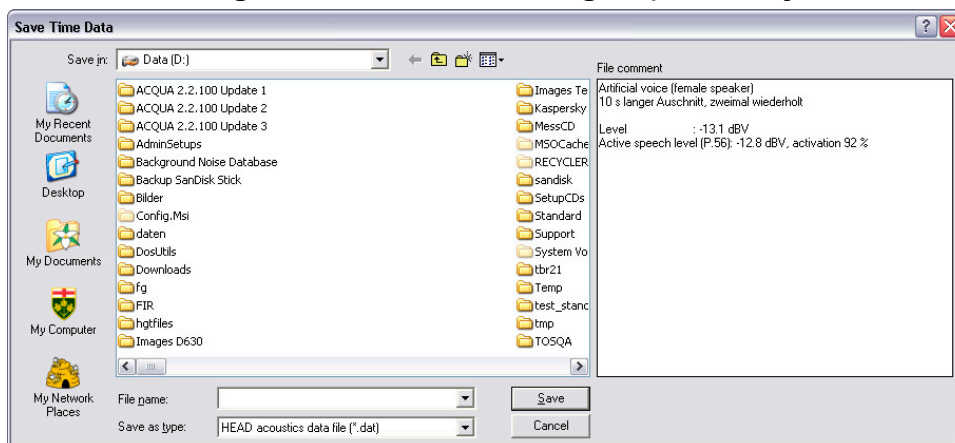 Save Time Data
Save in:
Data (D:)
My Recent
Documents
Desktop
My Documents
My Computer
My Network
Places
ACQUA 2.2.100 Update 1
ACQUA 2.2.100 Update 2
ACQUA 2.2.100 Update 3
AdminSetups
Background Noise Database
Backup SanDisk Stick
Bilder
Config.Msi
daten
DosUtils
Downloads
fg
FIR
hgtfiles
Images D630
Images Te
Kaspersky
MessCD
MSOCache
RECYCLER
sandisk
SetupCDs
Standard
Support
System Vo
tbr21
Temp
test_stanc
tmp
TOSQA
File name:
Save
Save as type:
HEAD acoustics data file (*.dat)
Cancel
File comment
Artificial voice (female speaker)
10 s langer Auschnitt, zweimal wiederholt
Level : -13.1 dBV
Active speech level (P.56): -12.8 dBV, activation 92 %